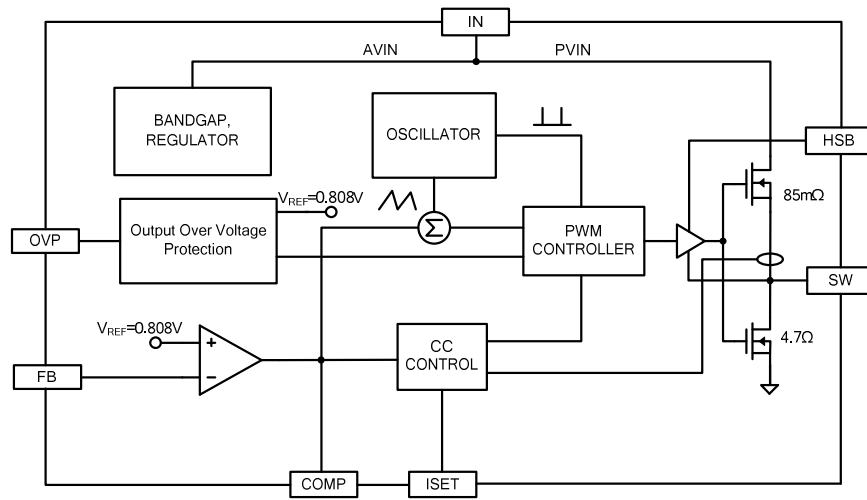 IN
AVIN
PVIN
BANDGAP,
REGULATOR
OSCILLATOR
HSB
VREF=0.808V
85mΩ
OVP
Output Over Voltage
Protection
Σ
PWM
CONTROLLER
SW
VREF=0.808V
+
CC
CONTROL
4.7Ω
FB
−
COMP
ISET